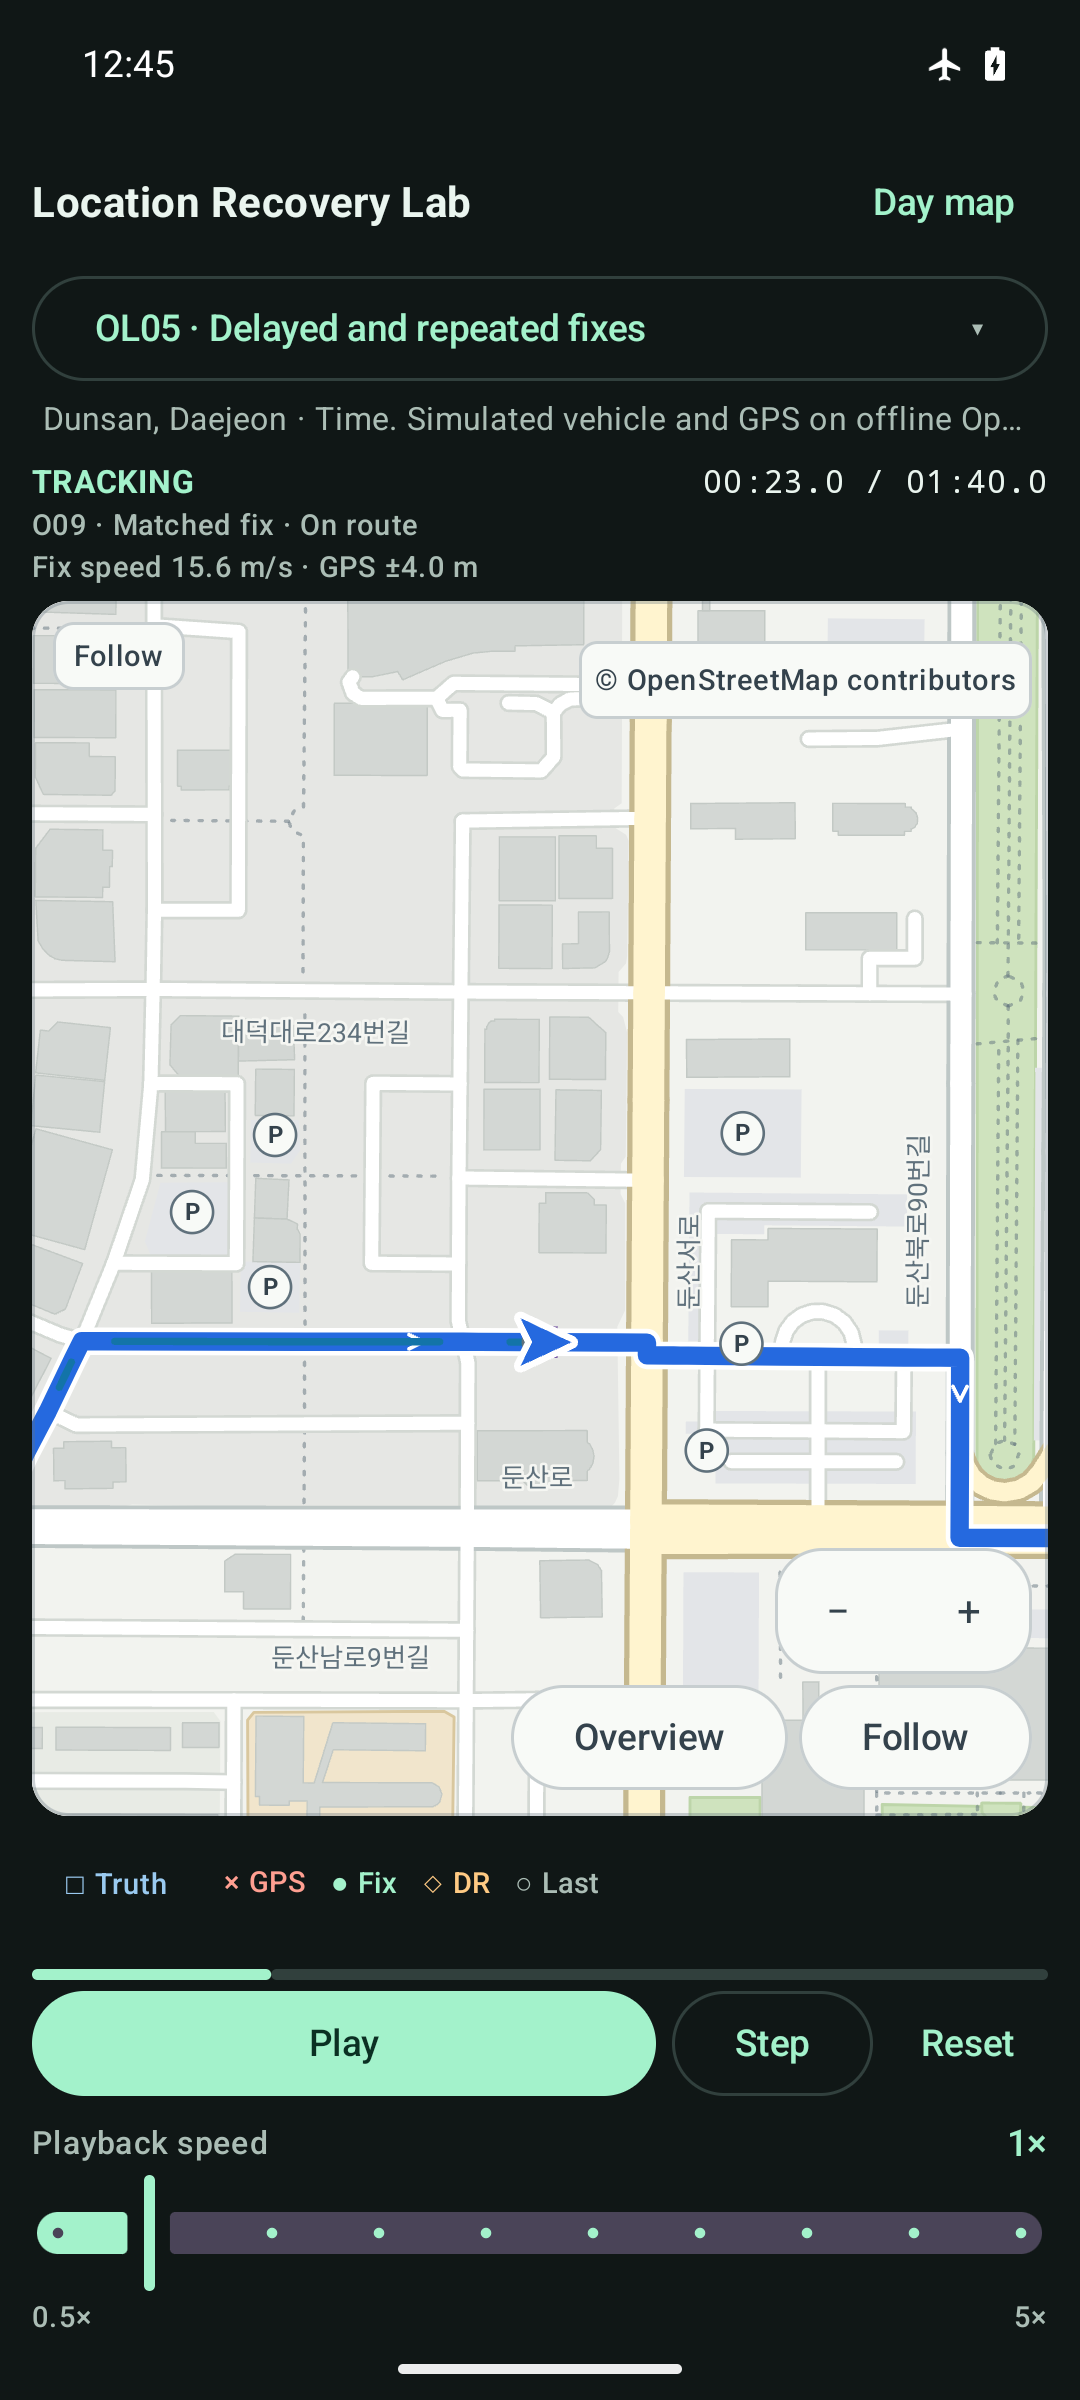 12:45
Location Recovery Lab
Day map
OL05 · Delayed and repeated fixes
Dunsan, Daejeon · Time. Simulated vehicle and GPS on offline Op…
TRACKING
00:23.0 / 01:40.0
O09 · Matched fix · On route
Fix speed 15.6 m/s · GPS ±4.0 m
Follow
© OpenStreetMap contributors
대덕대로234번길
P
P
P
P
둔산서로
둔산북로90번길
P
P
둔산로
둔산남로9번길
− +
Overview
Follow
□ Truth × GPS ● Fix ◇ DR ○ Last
Play
Step
Reset
Playback speed
1×
0.5×
5×